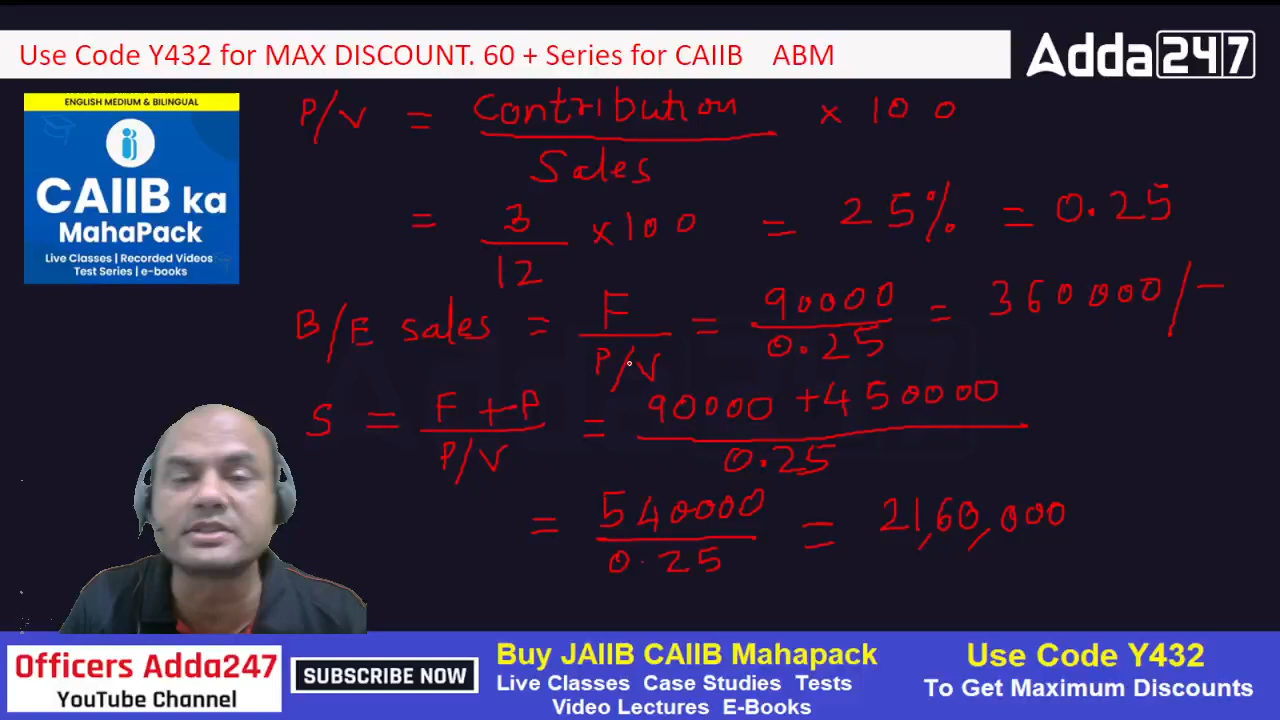 Use Code Y432 for MAX DISCOUNT. 60 + Series for CAIIB ABM
Adda247
ENGLISH MEDIUM & BILINGUAL
CAIIB ka
MahaPack
Live Classes | Recorded Videos
Test Series | e-books
P/V = Contribution / Sales × 100
= 3 / 12 × 100 = 25% = 0.25
B/E sales = F / P/V = 90000 / 0.25 = 360000/-
S = F + P / P/V = 90000 + 450000 / 0.25
= 540000 / 0.25 = 21,60,000
Officers Adda247
YouTube Channel
SUBSCRIBE NOW
Buy JAIIB CAIIB Mahapack
Live Classes Case Studies Tests
Video Lectures E-Books
Use Code Y432
To Get Maximum Discounts